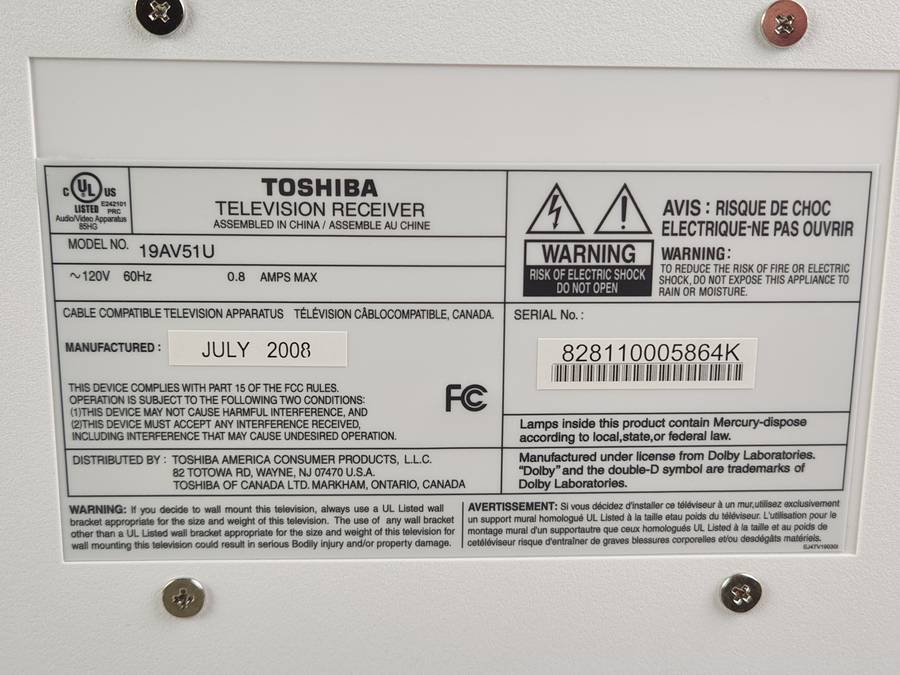 c UL US
LISTED E242101
PRC
Audio/Video Apparatus
85HG
TOSHIBA
TELEVISION RECEIVER
ASSEMBLED IN CHINA / ASSEMBLE AU CHINE
MODEL NO. 19AV51U
~120V 60Hz 0.8 AMPS MAX
WARNING
RISK OF ELECTRIC SHOCK
DO NOT OPEN
AVIS : RISQUE DE CHOC
ELECTRIQUE-NE PAS OUVRIR
WARNING:
TO REDUCE THE RISK OF FIRE OR ELECTRIC
SHOCK, DO NOT EXPOSE THIS APPLIANCE TO
RAIN OR MOISTURE.
CABLE COMPATIBLE TELEVISION APPARATUS TÉLÉVISION CÂBLOCOMPATIBLE, CANADA.
MANUFACTURED : JULY 2008
THIS DEVICE COMPLIES WITH PART 15 OF THE FCC RULES.
OPERATION IS SUBJECT TO THE FOLLOWING TWO CONDITIONS:
(1)THIS DEVICE MAY NOT CAUSE HARMFUL INTERFERENCE, AND
(2)THIS DEVICE MUST ACCEPT ANY INTERFERENCE RECEIVED,
INCLUDING INTERFERENCE THAT MAY CAUSE UNDESIRED OPERATION.
FC
SERIAL No. :
828110005864K
Lamps inside this product contain Mercury-dispose
according to local,state,or federal law.
DISTRIBUTED BY : TOSHIBA AMERICA CONSUMER PRODUCTS, L.L.C.
82 TOTOWA RD, WAYNE, NJ 07470 U.S.A.
TOSHIBA OF CANADA LTD. MARKHAM, ONTARIO, CANADA
Manufactured under license from Dolby Laboratories.
"Dolby" and the double-D symbol are trademarks of
Dolby Laboratories.
WARNING: If you decide to wall mount this television, always use a UL Listed wall
bracket appropriate for the size and weight of this television. The use of any wall bracket
other than a UL Listed wall bracket appropriate for the size and weight of this television for
wall mounting this television could result in serious Bodily injury and/or property damage.
AVERTISSEMENT: Si vous décidez d'installer ce téléviseur à un mur,utilisez exclusivement
un support mural homologué UL Listed à la taille etau poids du téléviseur. L'utilisation pour le
montage mural d'un supportautre que ceux homologués UL Listed à la taille et au poids de
cetéléviseur risque d'entraîner de graves blessures corporelles et/ou desdégâts matériels.